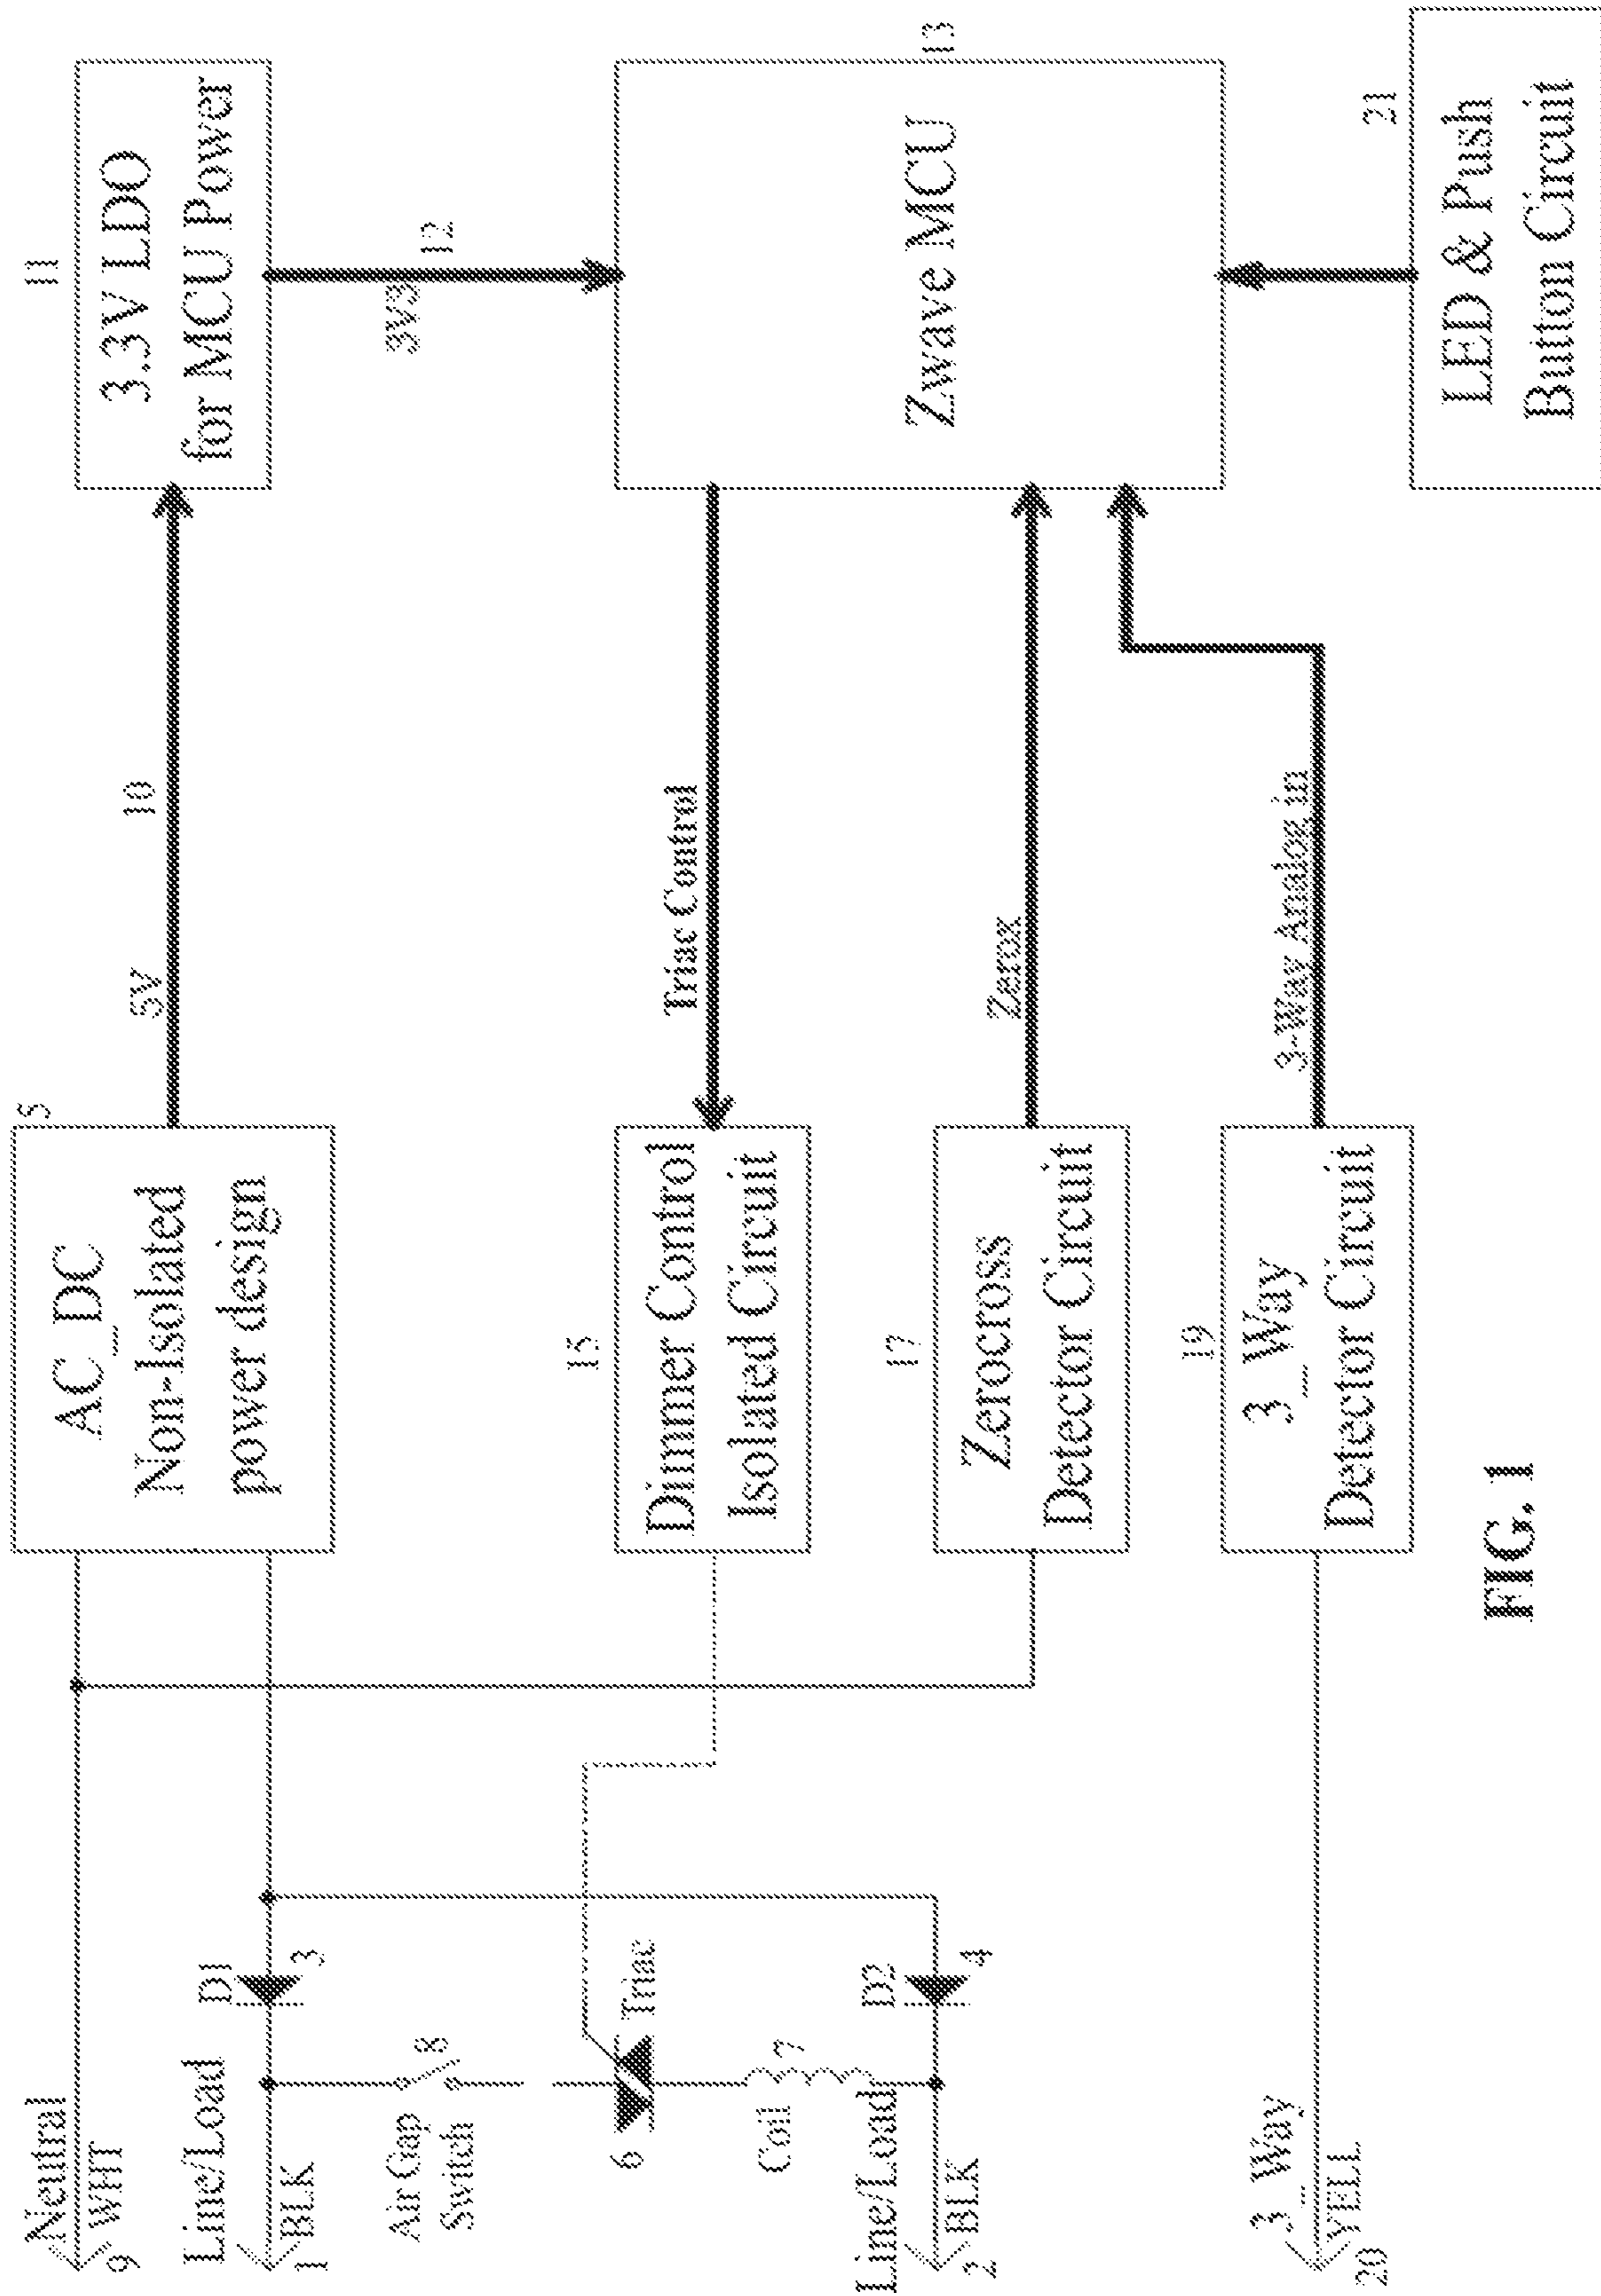 Neutral
WHT
9
Line/Load
BLK
1
D1
3
Air Gap
Switch
8
6
Triac
Coil
7
Line/Load
BLK
2
D2
4
3_Way
YELL
20
5
AC_DC
Non-Isolated
power design
5V
10
11
3.3V LDO
for MCU Power
3V3
12
15
Dimmer Control
Isolated Circuit
Triac Control
13
Zwave MCU
17
Zerocross
Detector Circuit
Zerox
19
3_Way
Detector Circuit
3-Way Analog in
21
LED & Push
Button Circuit
FIG. 1